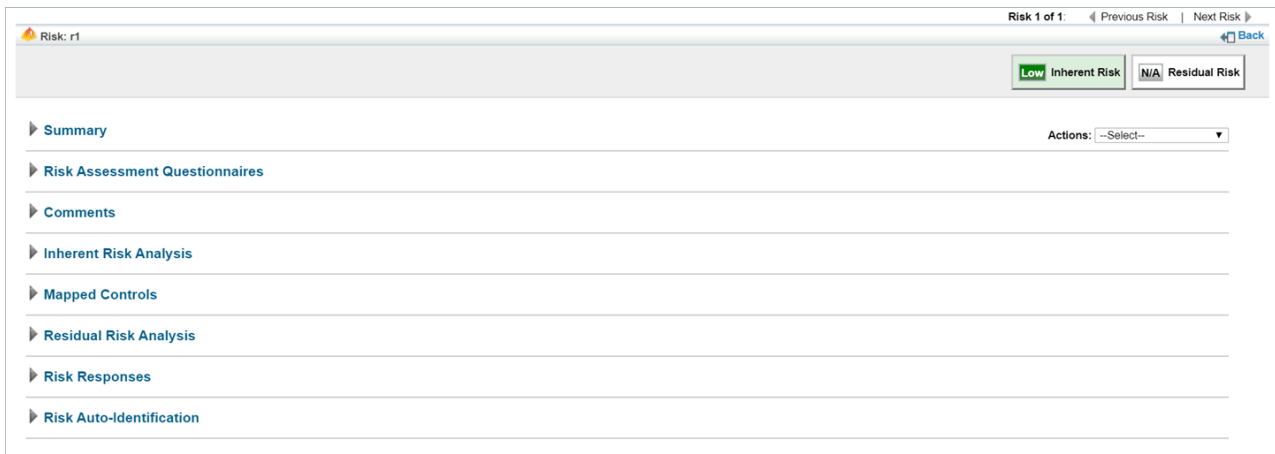 Risk 1 of 1: Previous Risk | Next Risk
Risk: r1 Back
Low Inherent Risk N/A Residual Risk
Summary Actions: --Select--
Risk Assessment Questionnaires
Comments
Inherent Risk Analysis
Mapped Controls
Residual Risk Analysis
Risk Responses
Risk Auto-Identification